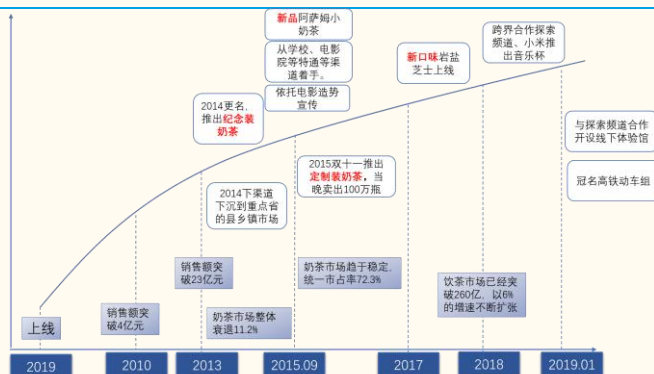 新品阿萨姆小
奶茶
从学校、电影
院等特通等渠
道着手。
依托电影造势
宣传
跨界合作探索
频道、小米推
出音乐杯
新口味岩盐
芝士上线
2014更名，
推出纪念装
奶茶
与探索频道合作
开设线下体验馆
2015双十一推出
定制装奶茶，当
晚卖出100万瓶
冠名高铁动车组
2014下渠道
下沉到重点省
的县乡镇市场
销售额突
破23亿元
奶茶市场趋于稳定，
统一市占率72.3%
饮茶市场已经突
破260亿，以6%
的增速不断扩张
销售额突
破4亿元
奶茶市场整体
衰退11.2%
上线
2019
2010
2013
2015.09
2017
2018
2019.01